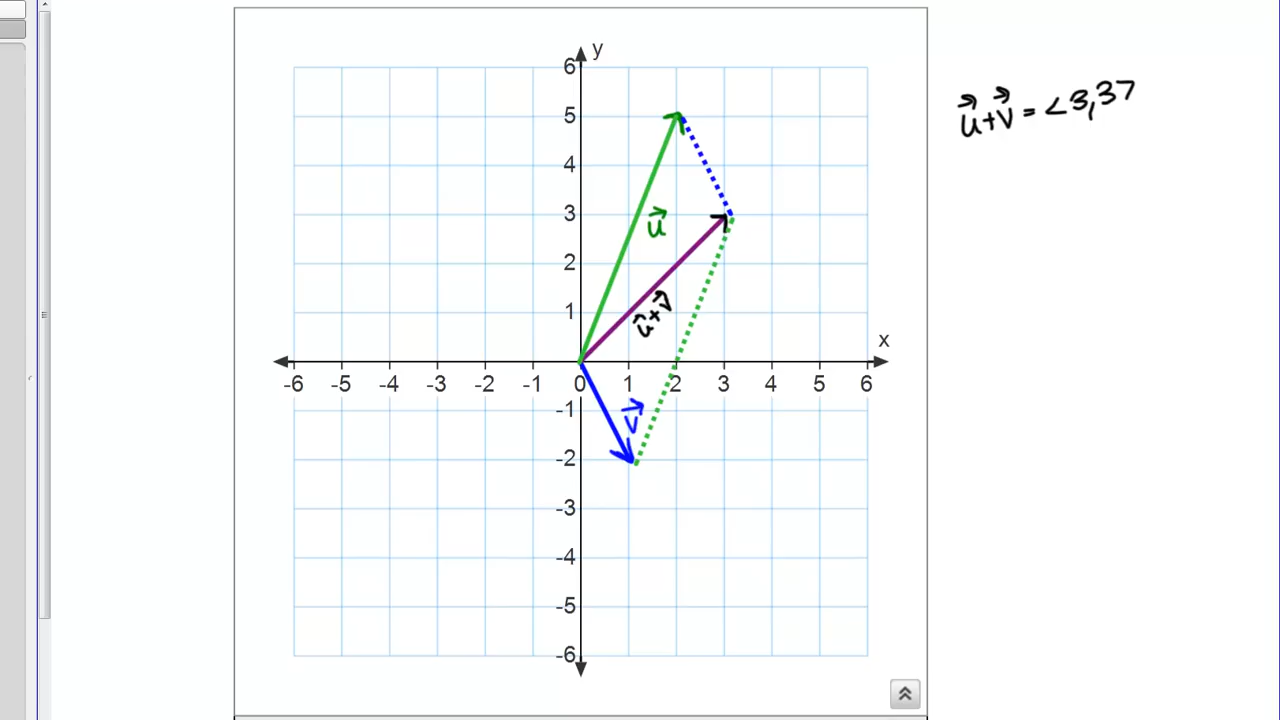 y
6
5
4
3
2
1
x
-6 -5 -4 -3 -2 -1 0 1 2 3 4 5 6
-1
-2
-3
-4
-5
-6
u⃗
u⃗+v⃗
v⃗
u⃗+v⃗ = <3,3>